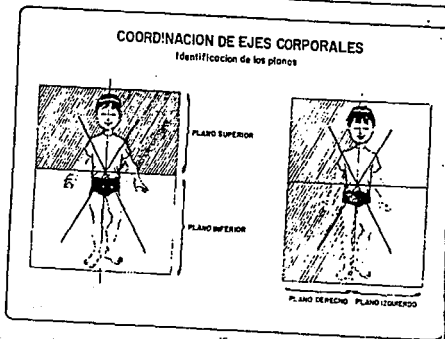 COORDINACION DE EJES CORPORALES
Identificacion de los planos
PLANO SUPERIOR
PLANO INFERIOR
PLANO DERECHO PLANO IZQUIERDO